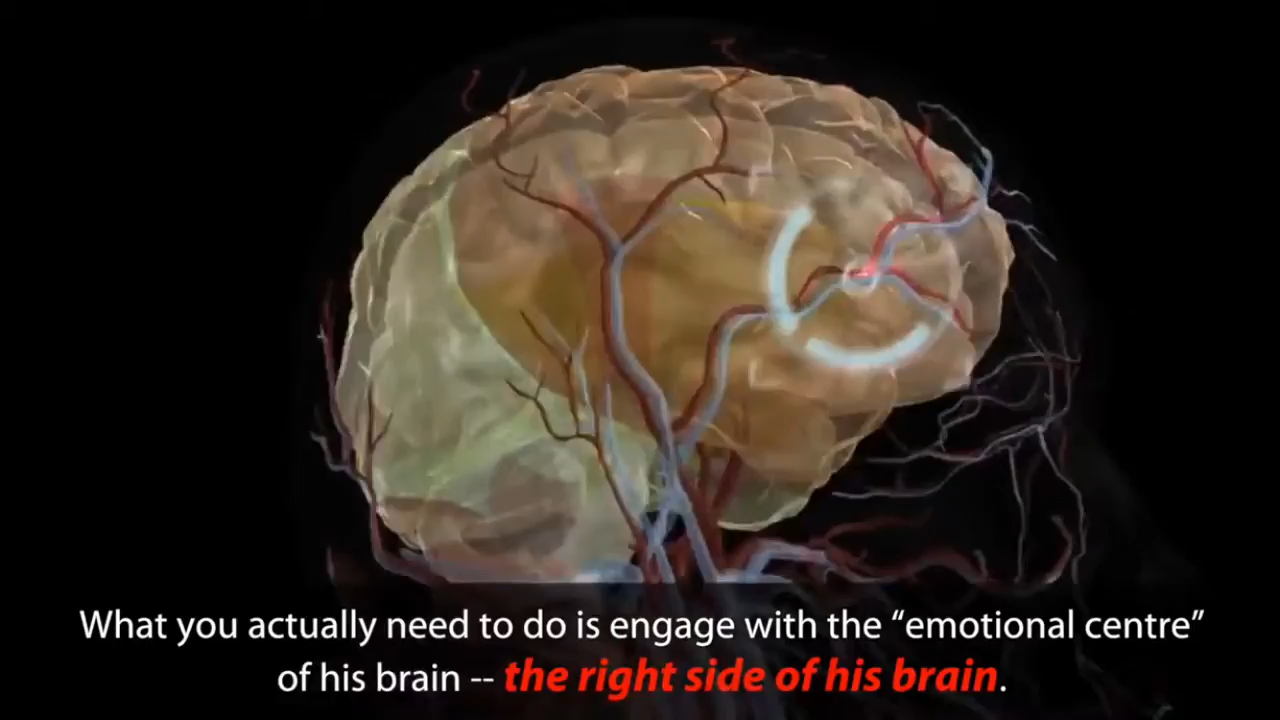 What you actually need to do is engage with the “emotional centre”
of his brain -- the right side of his brain.